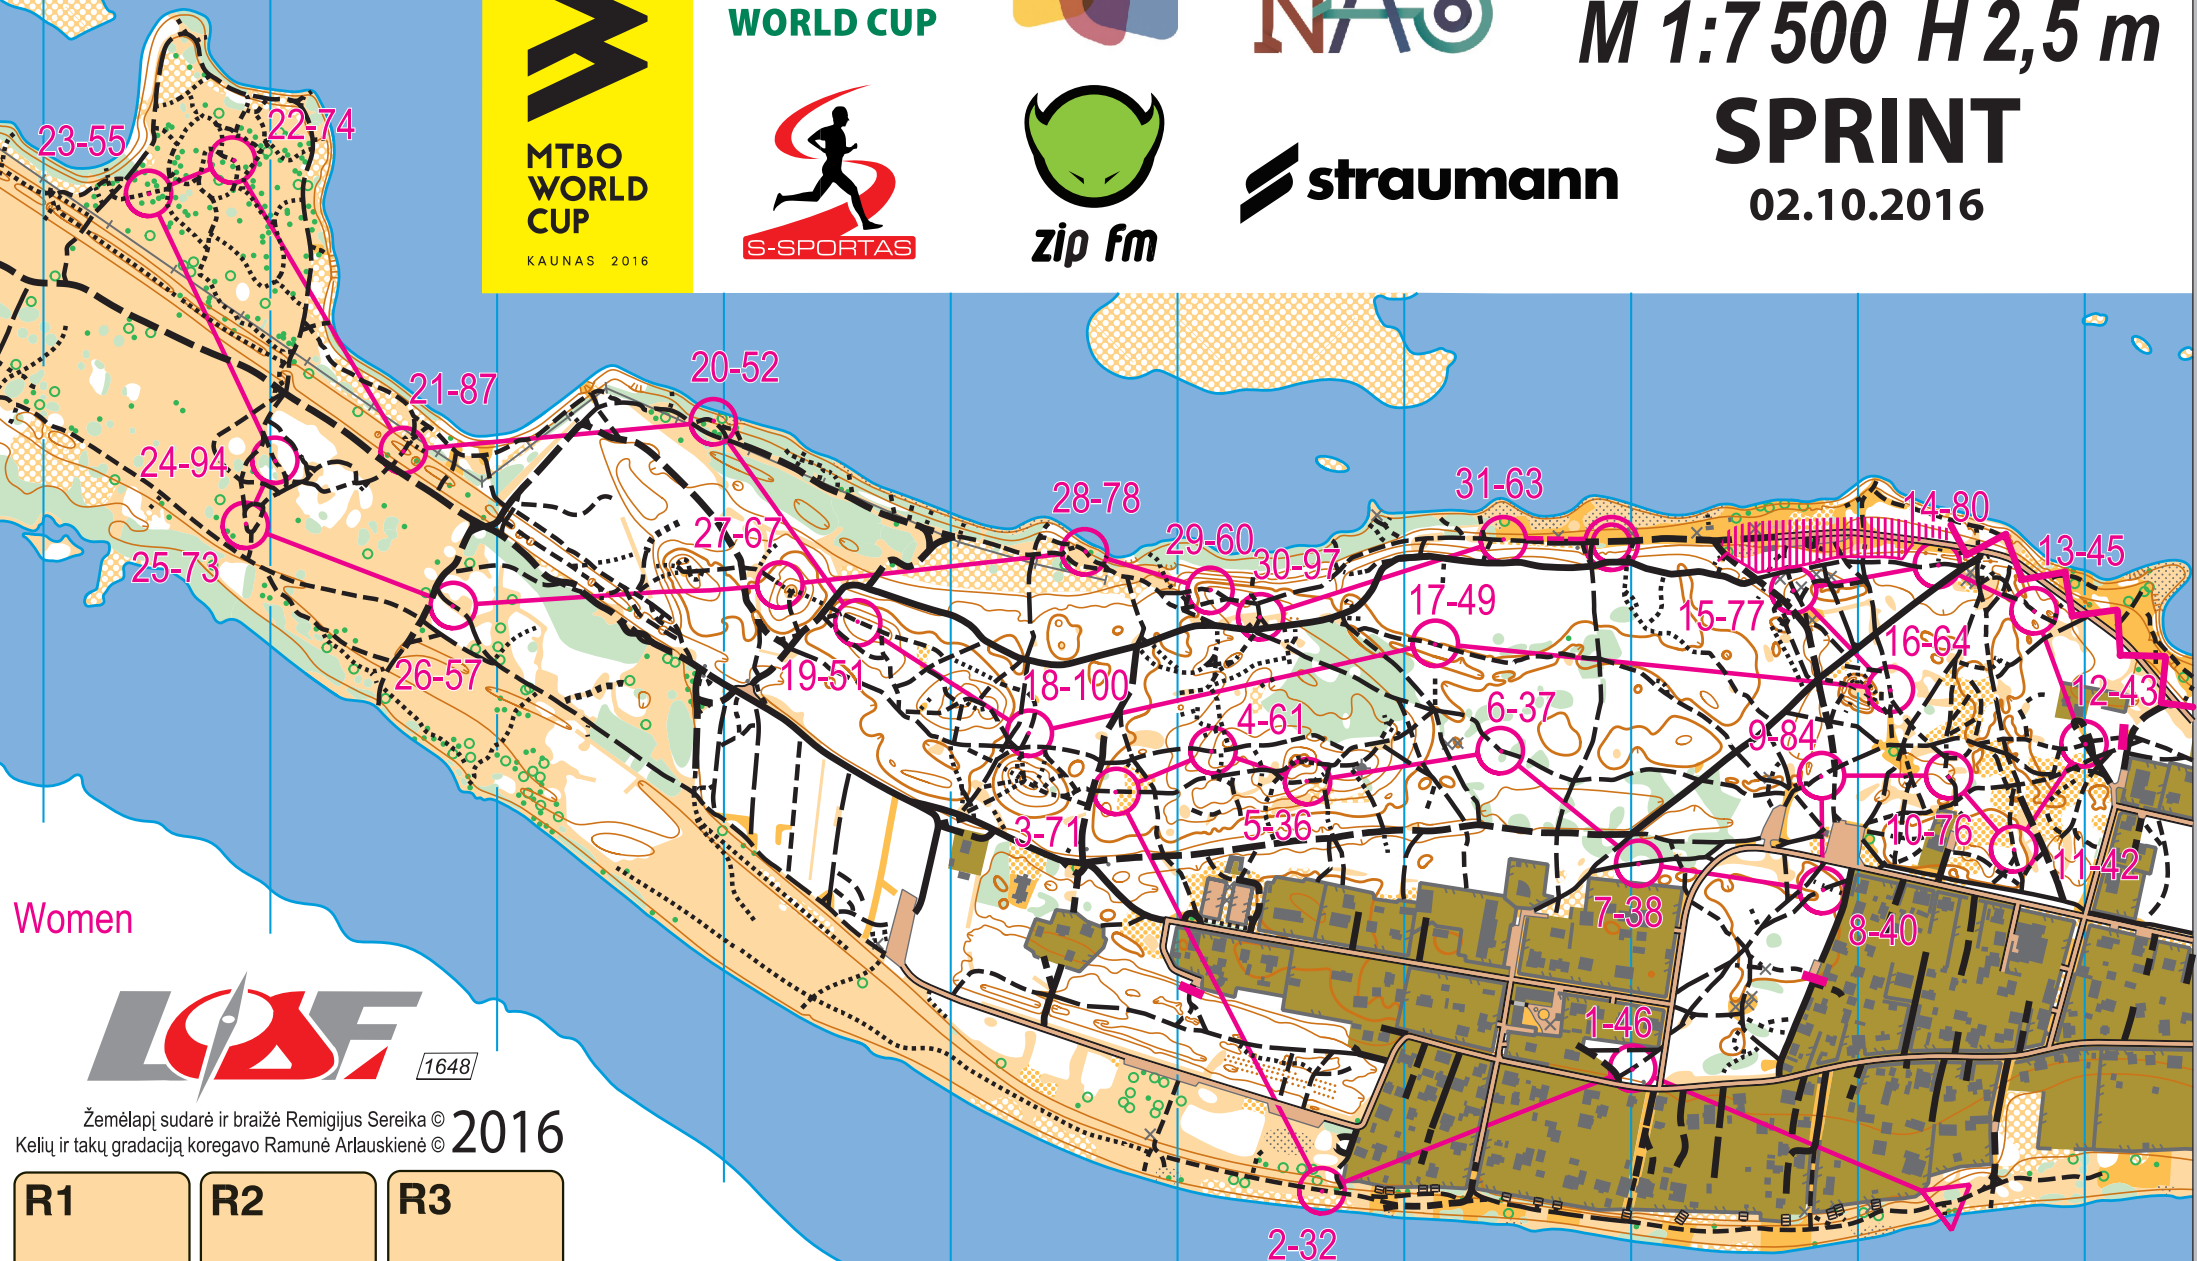 WORLD CUP
M 1:7 500 H 2,5 m
SPRINT
02.10.2016
MTBO
WORLD
CUP
KAUNAS 2016
S-SPORTAS
zip fm
straumann
23-55
22-74
21-87
20-52
24-94
25-73
26-57
27-67
28-78
29-60
30-97
31-63
14-80
13-45
17-49
15-77
16-64
19-51
18-100
4-61
6-37
12-43
9-84
3-71
5-36
10-76
11-42
7-38
8-40
1-46
2-32
Women
LOSF
1648
Žemėlapį sudarė ir braižė Remigijus Sereika ©
Kelių ir takų gradaciją koregavo Ramunė Arlauskienė © 2016
R1
R2
R3